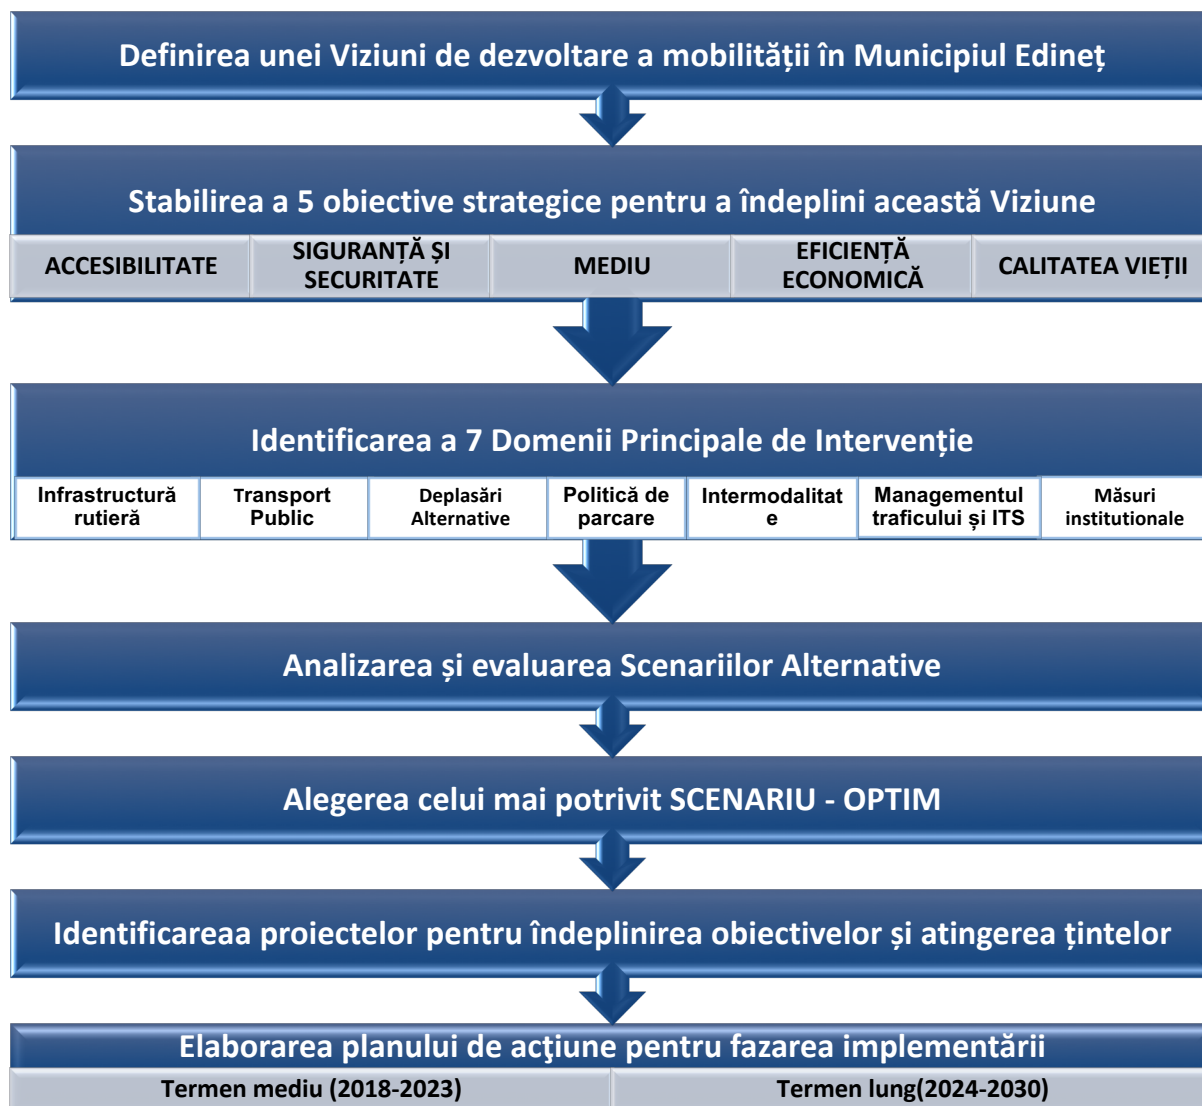 Definirea unei Viziuni de dezvoltare a mobilității în Municipiul Edineț
Stabilirea a 5 obiective strategice pentru a îndeplini această Viziune
ACCESIBILITATE
SIGURANȚĂ ȘI
SECURITATE
MEDIU
EFICIENȚĂ
ECONOMICĂ
CALITATEA VIEȚII
Identificarea a 7 Domenii Principale de Intervenție
Infrastructură
rutieră
Transport
Public
Deplasări
Alternative
Politică de
parcare
Intermodalitat
e
Managementul
traficului și ITS
Măsuri
institutionale
Analizarea și evaluarea Scenariilor Alternative
Alegerea celui mai potrivit SCENARIU - OPTIM
Identificareaa proiectelor pentru îndeplinirea obiectivelor și atingerea țintelor
Elaborarea planului de acţiune pentru fazarea implementării
Termen mediu (2018-2023)
Termen lung(2024-2030)